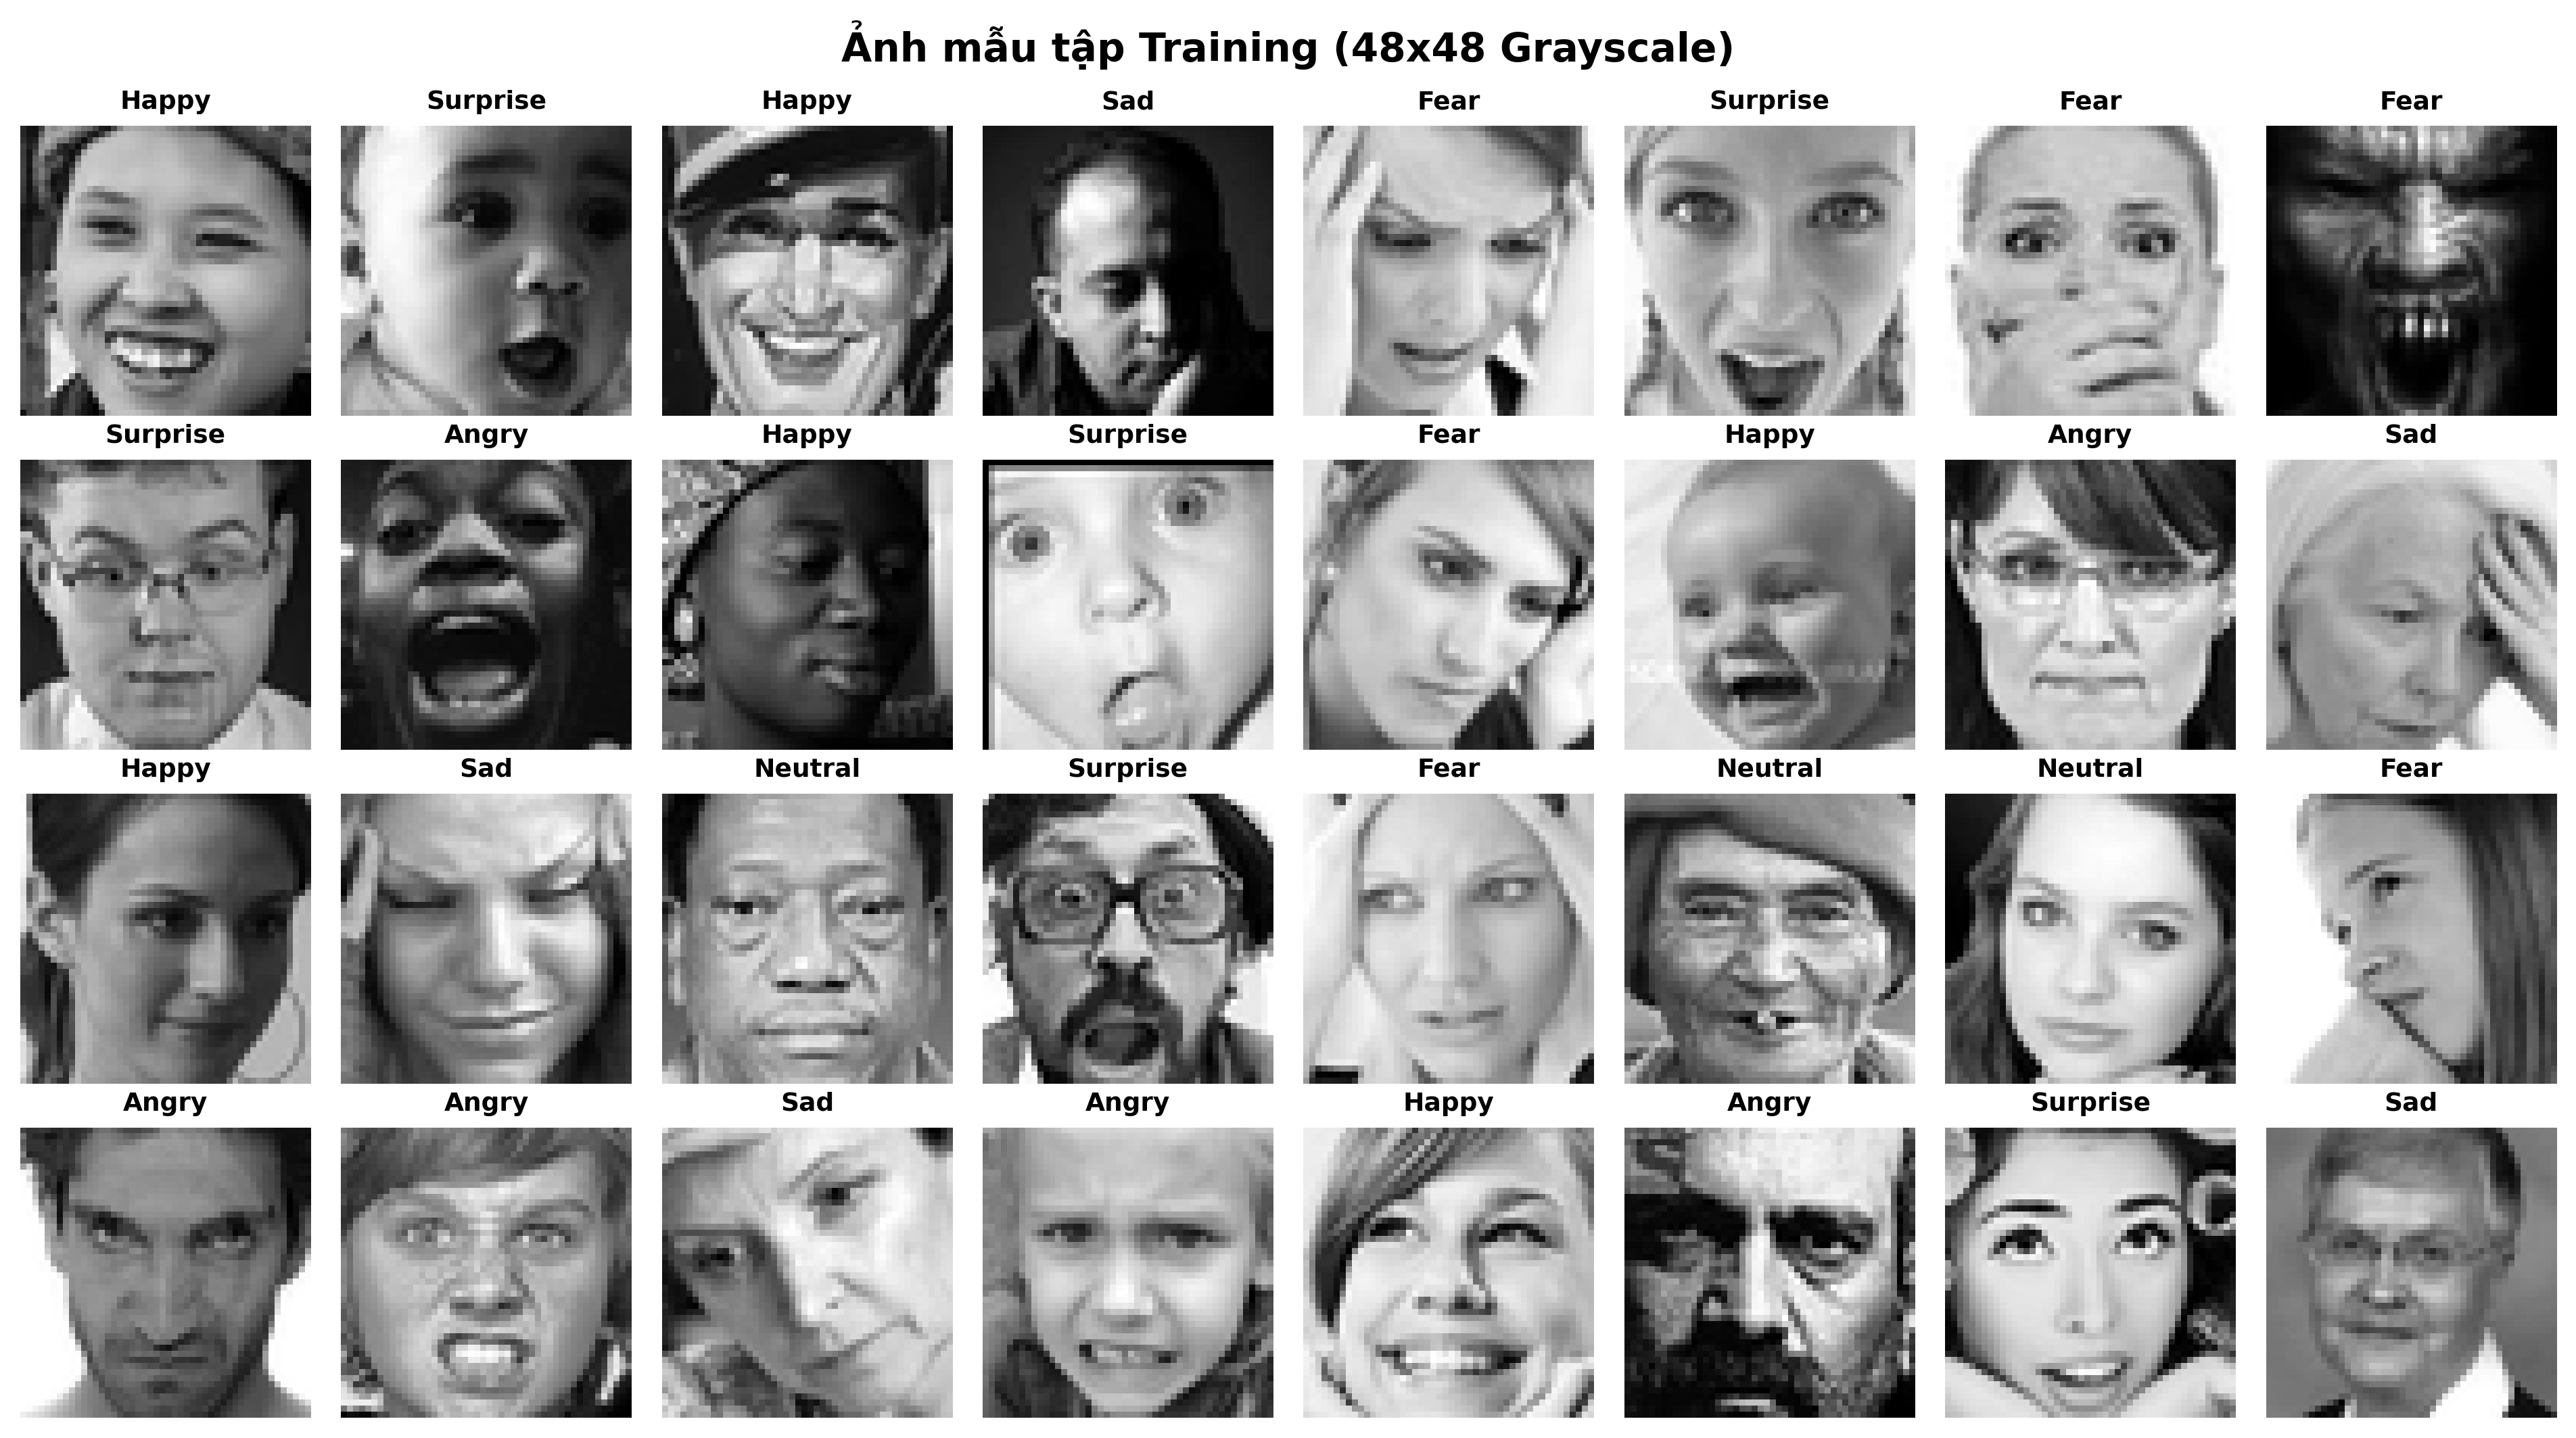 Ảnh mẫu tập Training (48x48 Grayscale)
Happy Surprise Happy Sad Fear Surprise Fear Fear
Surprise Angry Happy Surprise Fear Happy Angry Sad
Happy Sad Neutral Surprise Fear Neutral Neutral Fear
Angry Angry Sad Angry Happy Angry Surprise Sad